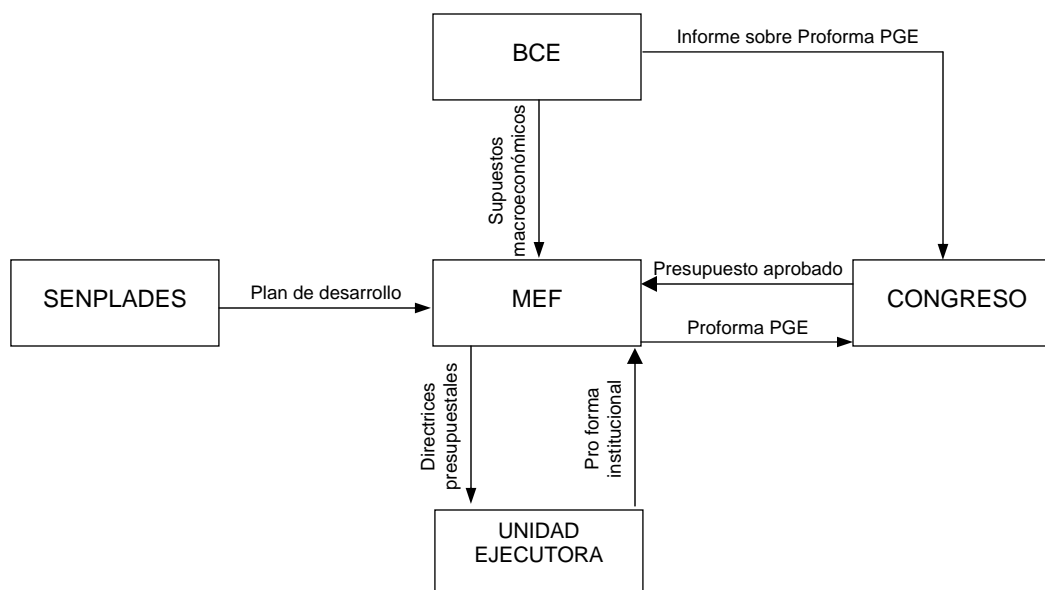 Informe sobre Proforma PGE
BCE
Supuestos
macroeconómicos
SENPLADES
Plan de desarrollo
MEF
Presupuesto aprobado
Proforma PGE
CONGRESO
Directrices
presupuestales
Pro forma
institucional
UNIDAD
EJECUTORA